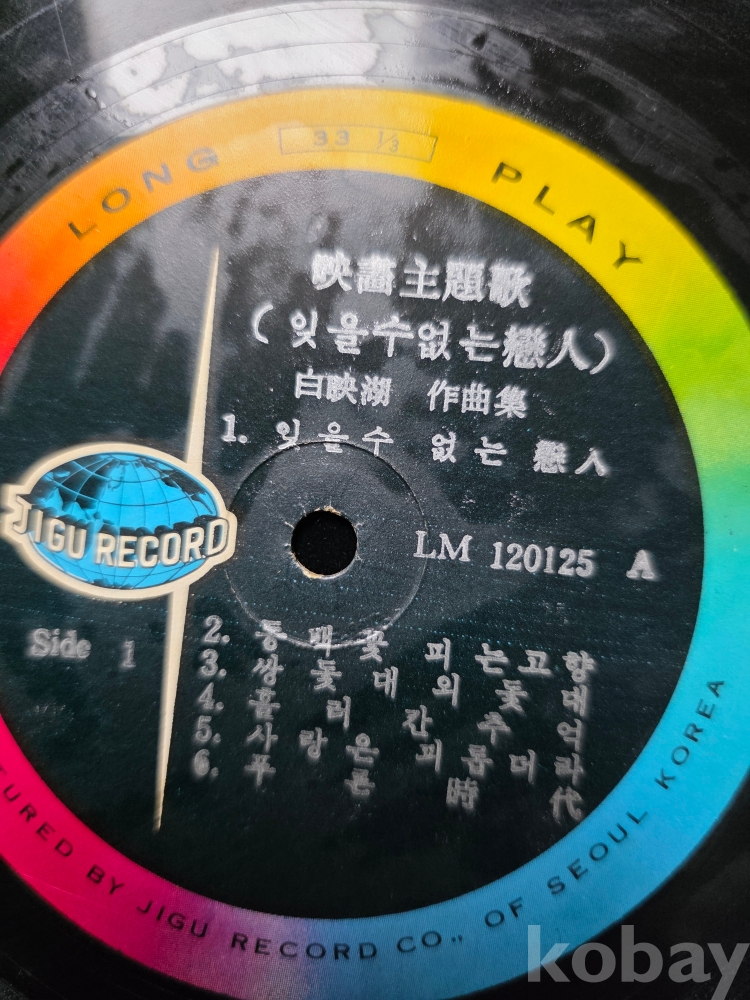 LONG 33 ⅓ PLAY
映畵主題歌
(잊을수없는戀人)
白映湖 作曲集
1. 잊을수 없는 戀人
JIGU RECORD
LM 120125 A
Side 1
2. 동백꽃 피는고향
3. 쌍돛대외돛대
4. 흘러간추억
5. 사랑은괴롭더라
6. 푸른時代
TURED BY JIGU RECORD CO., OF SEOUL KOREA
kobay